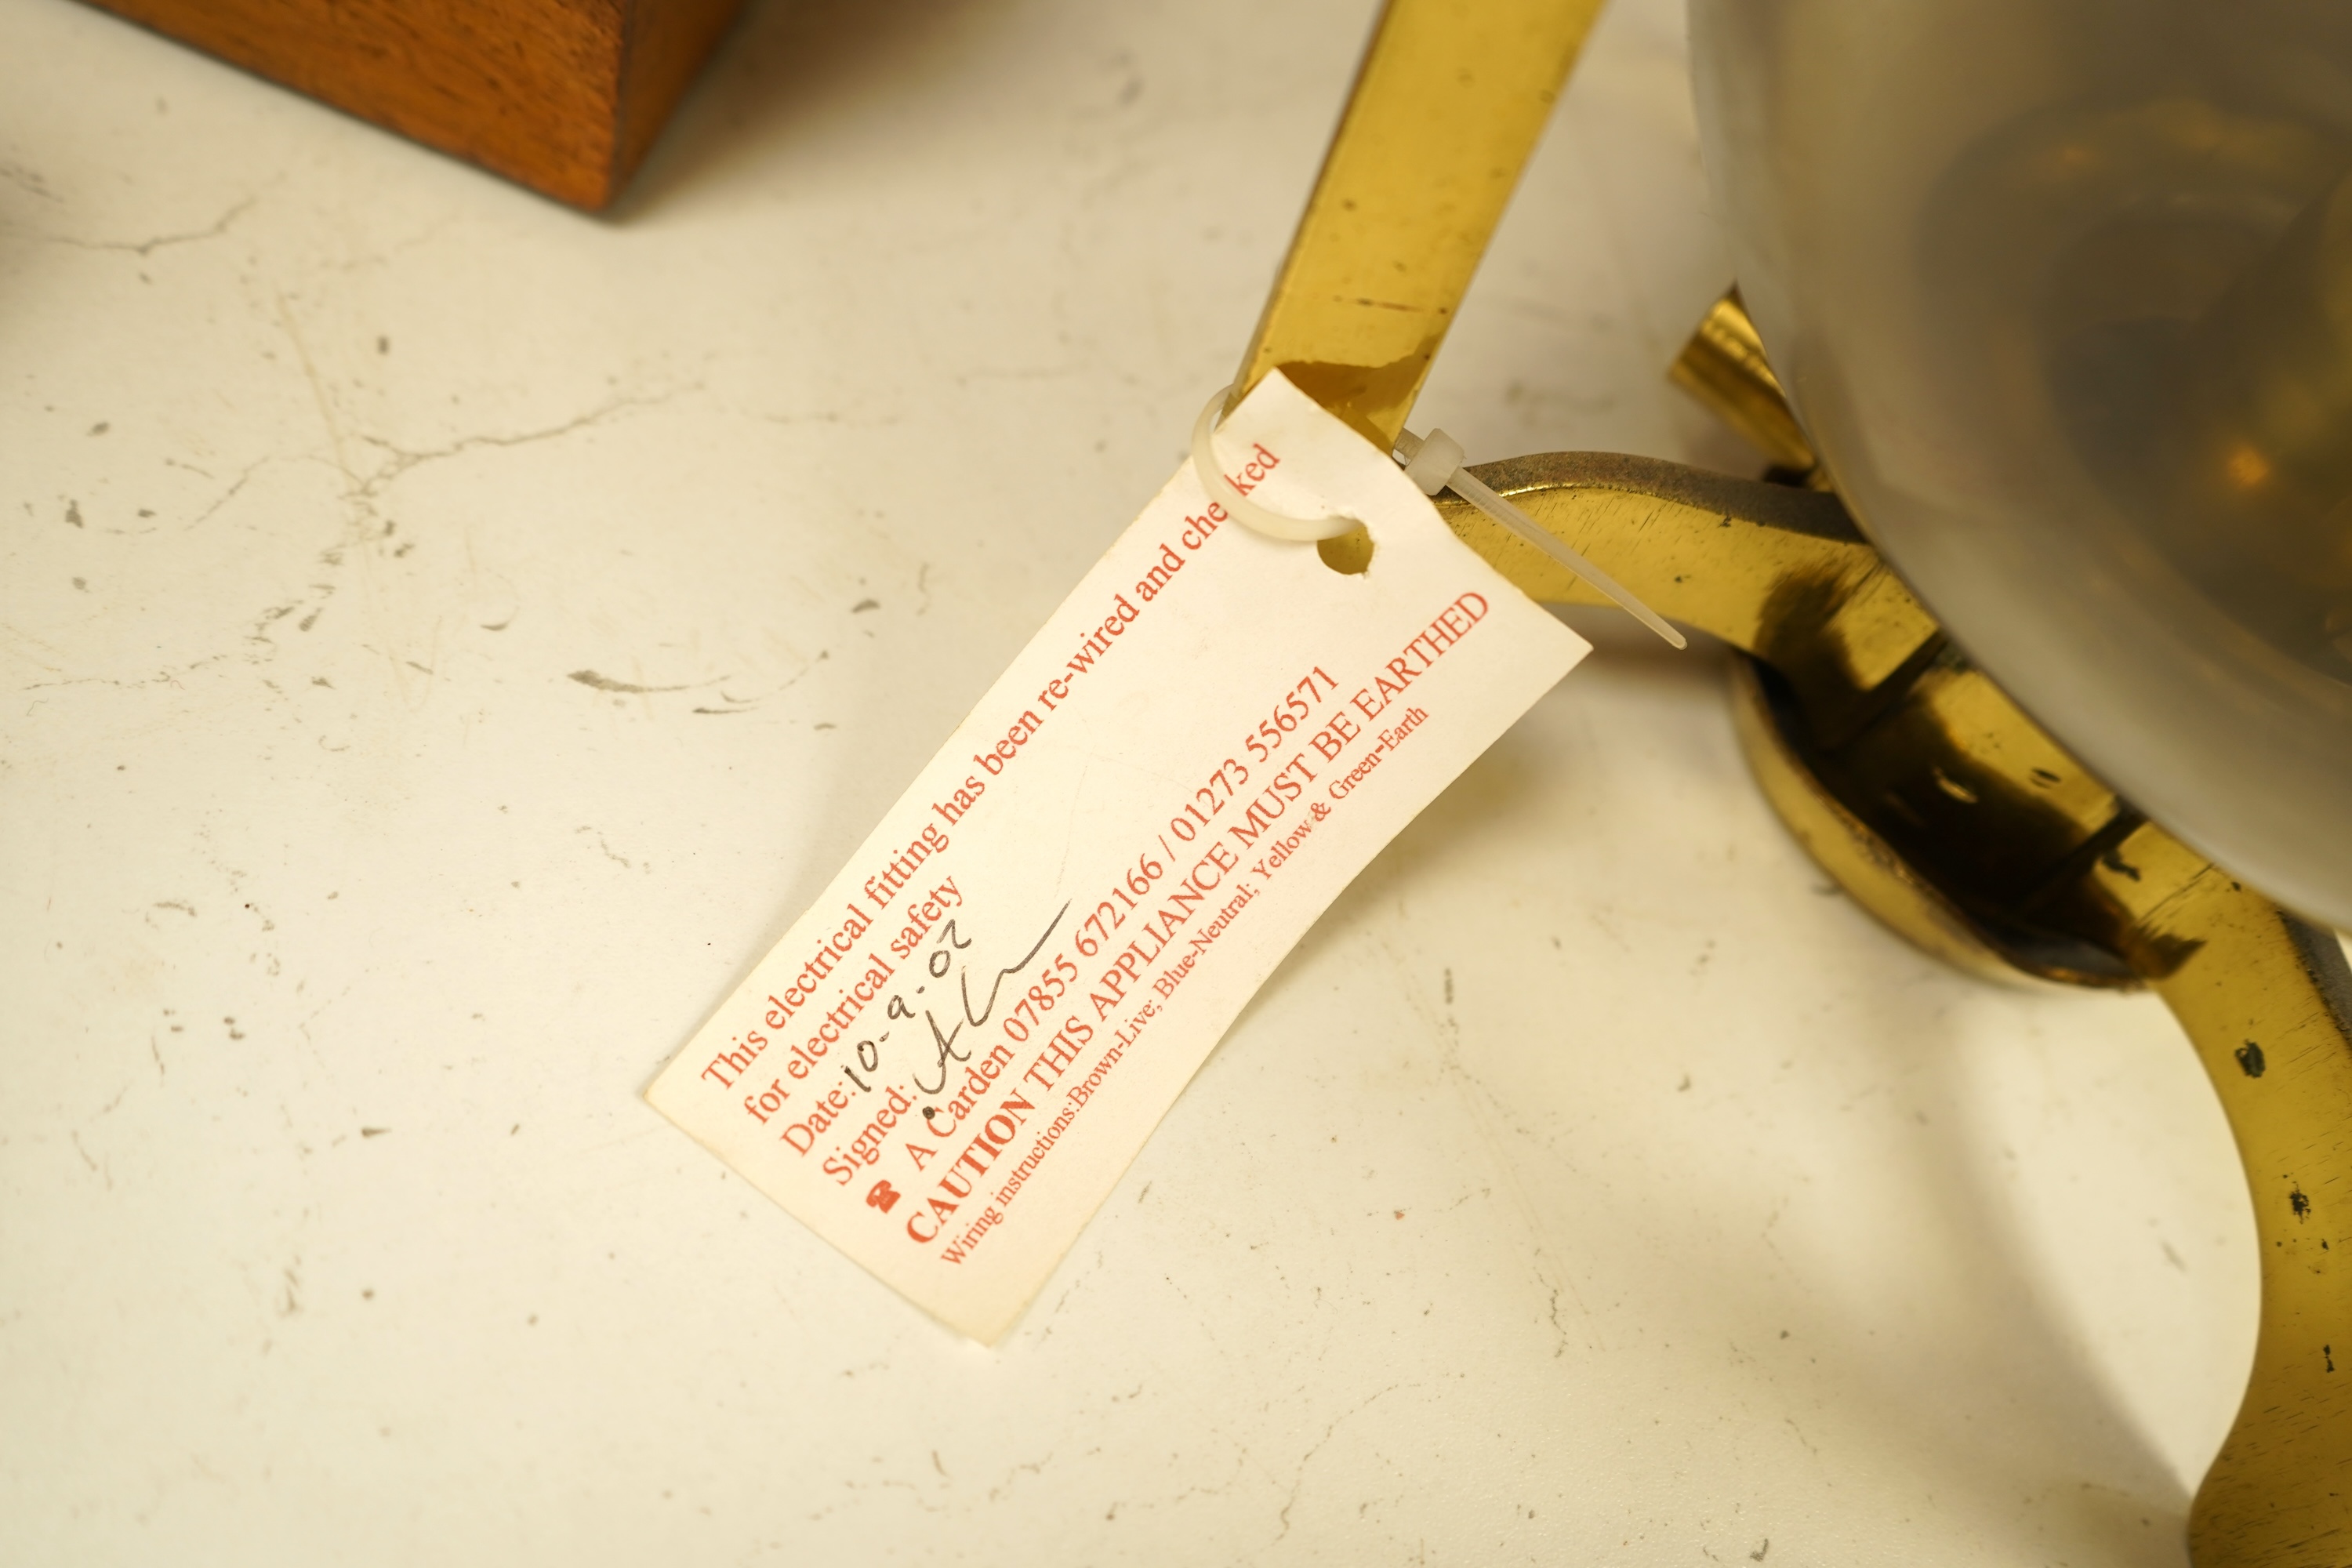 This electrical fitting has been re-wired and checked
for electrical safety
Date: 10-9-02
Signed:
☎ A Carden 07855 672166 / 01273 556571
CAUTION THIS APPLIANCE MUST BE EARTHED
Wiring instructions:Brown-Live; Blue-Neutral; Yellow & Green-Earth